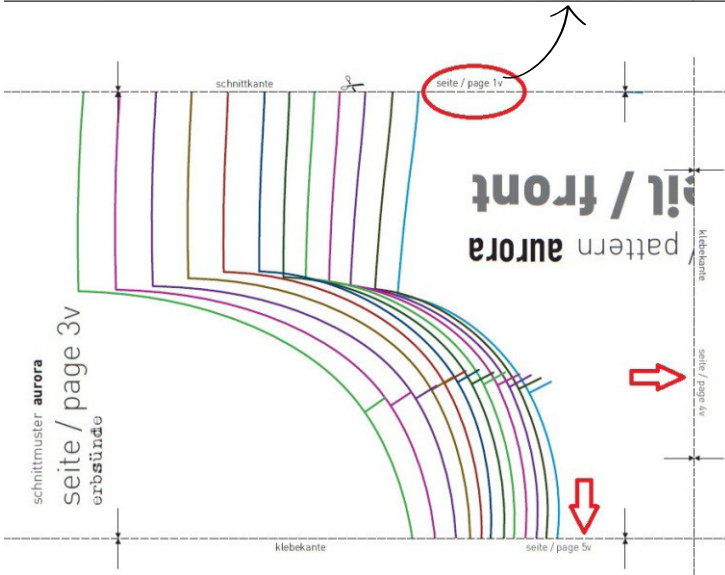 schnittkante
seite / page 1v
eil / front
/ pattern aurora
klebekante
seite / page 4v
schnittmuster aurora
seite / page 3v
erbsünde
klebekante
seite / page 5v